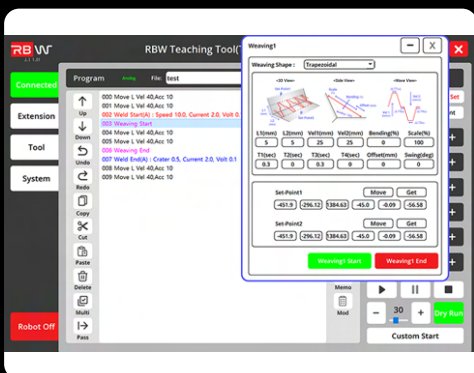 RBW
2.1 1.0
RBW Teaching Tool(
Connected
Extension
Tool
System
Robot Off
Program
Analog
File:
test
Up
Down
Undo
Redo
Copy
Cut
Paste
Delete
Multi
Pass
000 Move L Vel 40,Acc 10
001 Move L Vel 40,Acc 10
002 Weld Start(A) : Speed 10.0, Current 2.0, Volt 0.
003 Weaving Start
004 Move L Vel 40,Acc 10
005 Move L Vel 40,Acc 10
006 Weaving End
007 Weld End(A) : Crater 0.5, Current 2.0, Volt 0.1
008 Move L Vel 40,Acc 10
009 Move L Vel 40,Acc 10
Weaving1
X
Weaving Shape :
Trapezoidal
<3D View>
<Side View>
<Wave View>
L1(mm) L2(mm) Vel1(mm) Vel2(mm) Bending(%) Scale(%)
5 5 25 25 0 100
T1(sec) T2(sec) T3(sec) T4(sec) Offset(mm) Swing(deg)
0.3 0 0.3 0 0 0
Set-Point1
Move
Get
-451.9 -296.12 1384.63 -45.0 -0.09 -56.58
Set-Point2
Move
Get
-451.9 -296.12 1384.63 -45.0 -0.09 -56.58
Weaving1 Start
Weaving1 End
Set
nt
Memo
Mod
30
Dry Run
Custom Start